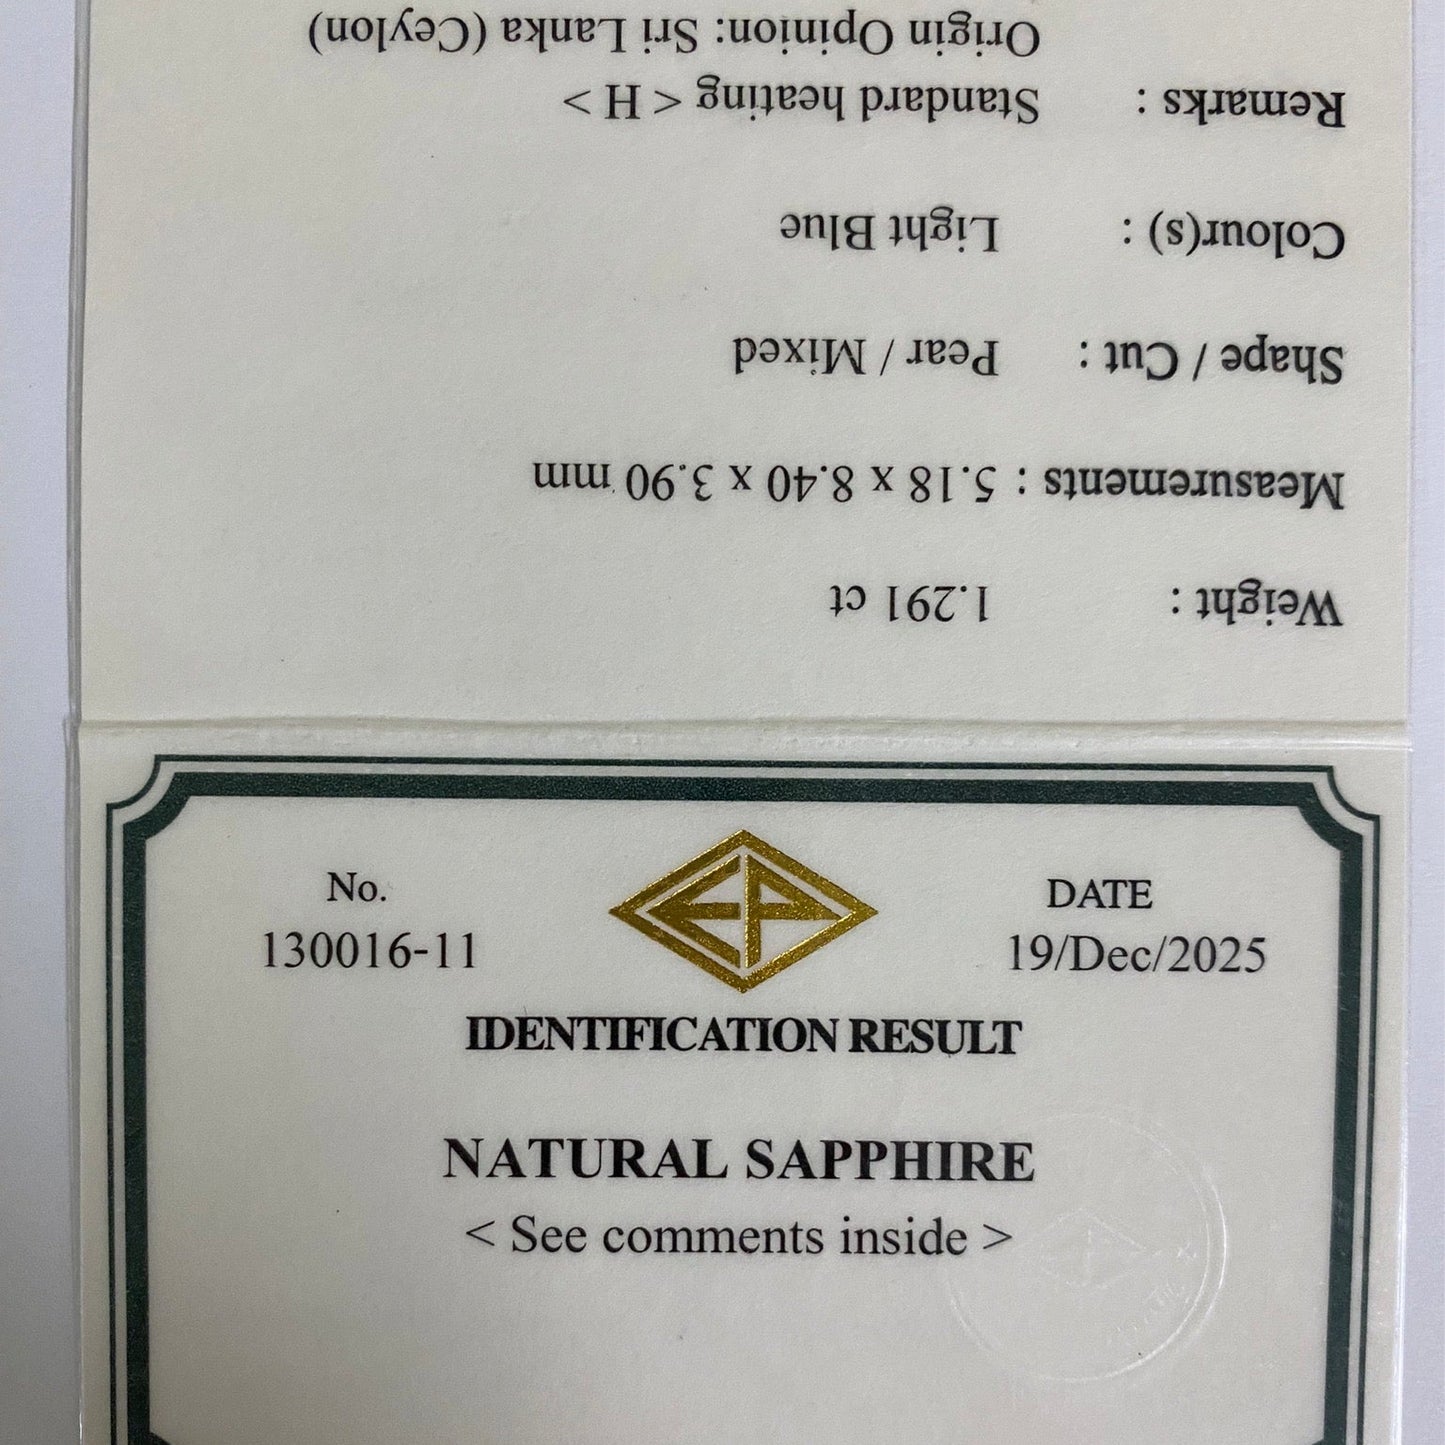 Weight : 1.291 ct
Measurements : 5.18 x 8.40 x 3.90 mm
Shape / Cut : Pear / Mixed
Colour(s) : Light Blue
Remarks : Standard heating < H >
Origin Opinion: Sri Lanka (Ceylon)
No.
130016-11
EP
DATE
19/Dec/2025
IDENTIFICATION RESULT
NATURAL SAPPHIRE
< See comments inside >